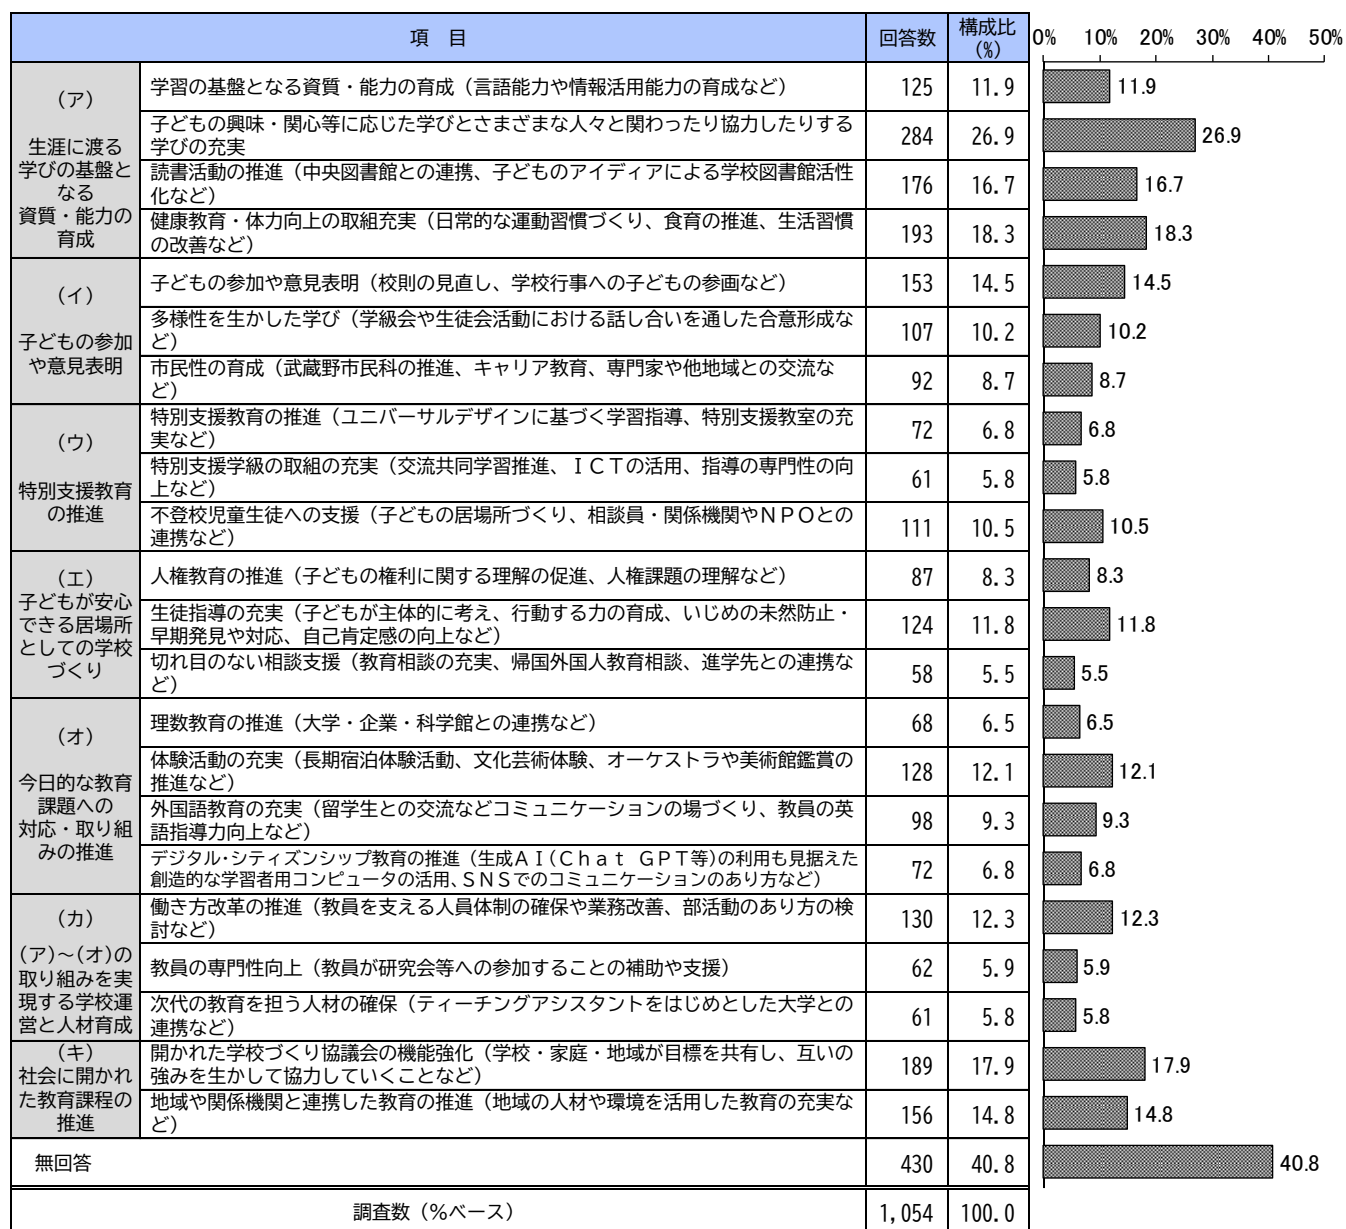 項　目 回答数 構成比
(%)
0% 10% 20% 30% 40% 50%
(ア)
生涯に渡る
学びの基盤と
なる
資質・能力の
育成
学習の基盤となる資質・能力の育成（言語能力や情報活用能力の育成など） 125 11.9 11.9
子どもの興味・関心等に応じた学びとさまざまな人々と関わったり協力したりする
学びの充実 284 26.9 26.9
読書活動の推進（中央図書館との連携、子どものアイディアによる学校図書館活性
化など） 176 16.7 16.7
健康教育・体力向上の取組充実（日常的な運動習慣づくり、食育の推進、生活習慣
の改善など） 193 18.3 18.3
(イ)
子どもの参加
や意見表明
子どもの参加や意見表明（校則の見直し、学校行事への子どもの参画など） 153 14.5 14.5
多様性を生かした学び（学級会や生徒会活動における話し合いを通した合意形成な
ど） 107 10.2 10.2
市民性の育成（武蔵野市民科の推進、キャリア教育、専門家や他地域との交流な
ど） 92 8.7 8.7
(ウ)
特別支援教育
の推進
特別支援教育の推進（ユニバーサルデザインに基づく学習指導、特別支援教室の充
実など） 72 6.8 6.8
特別支援学級の取組の充実（交流共同学習推進、ＩＣＴの活用、指導の専門性の向
上など） 61 5.8 5.8
不登校児童生徒への支援（子どもの居場所づくり、相談員・関係機関やＮＰＯとの
連携など） 111 10.5 10.5
(エ)
子どもが安心
できる居場所
としての学校
づくり
人権教育の推進（子どもの権利に関する理解の促進、人権課題の理解など） 87 8.3 8.3
生徒指導の充実（子どもが主体的に考え、行動する力の育成、いじめの未然防止・
早期発見や対応、自己肯定感の向上など） 124 11.8 11.8
切れ目のない相談支援（教育相談の充実、帰国外国人教育相談、進学先との連携な
ど） 58 5.5 5.5
(オ)
今日的な教育
課題への
対応・取り組
みの推進
理数教育の推進（大学・企業・科学館との連携など） 68 6.5 6.5
体験活動の充実（長期宿泊体験活動、文化芸術体験、オーケストラや美術館鑑賞の
推進など） 128 12.1 12.1
外国語教育の充実（留学生との交流などコミュニケーションの場づくり、教員の英
語指導力向上など） 98 9.3 9.3
デジタル・シティズンシップ教育の推進（生成ＡＩ(Ｃｈａｔ　ＧＰＴ等)の利用も見据えた
創造的な学習者用コンピュータの活用、ＳＮＳでのコミュニケーションのあり方など） 72 6.8 6.8
(カ)
(ア)～(オ)の
取り組みを実
現する学校運
営と人材育成
働き方改革の推進（教員を支える人員体制の確保や業務改善、部活動のあり方の検
討など） 130 12.3 12.3
教員の専門性向上（教員が研究会等への参加することの補助や支援） 62 5.9 5.9
次代の教育を担う人材の確保（ティーチングアシスタントをはじめとした大学との
連携など） 61 5.8 5.8
(キ)
社会に開かれ
た教育課程の
推進
開かれた学校づくり協議会の機能強化（学校・家庭・地域が目標を共有し、互いの
強みを生かして協力していくことなど） 189 17.9 17.9
地域や関係機関と連携した教育の推進（地域の人材や環境を活用した教育の充実な
ど） 156 14.8 14.8
無回答 430 40.8 40.8
調査数（%ベース） 1,054 100.0